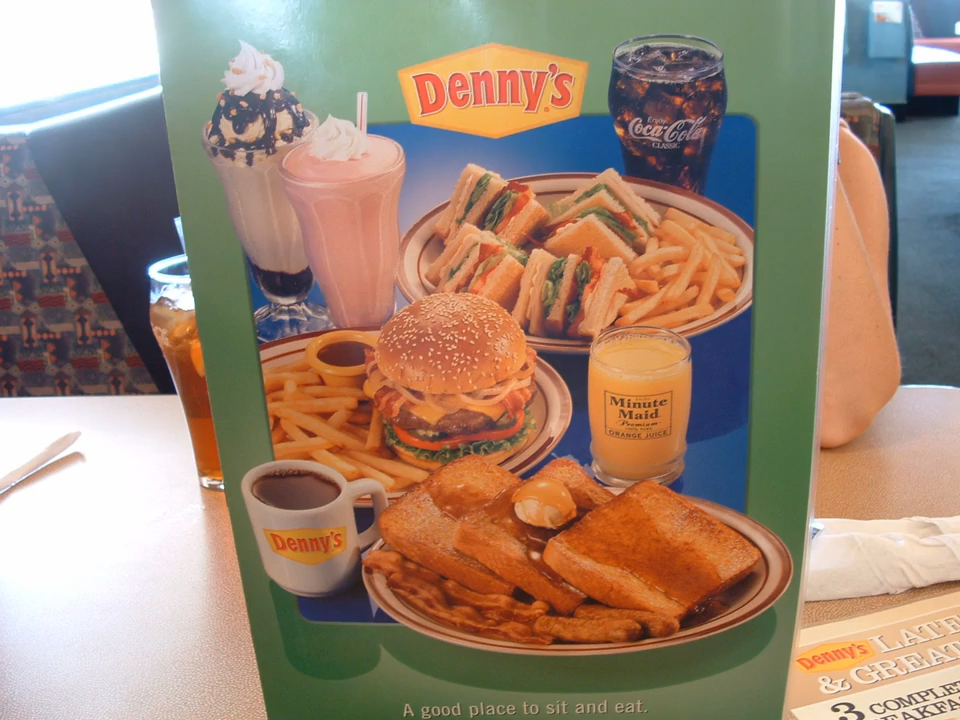 Denny's
Enjoy
Coca-Cola
CLASSIC
Minute
Maid
Premium
ORANGE JUICE
Denny's
A good place to sit and eat.
Denny's LATE
& GREAT
3 COMPLE